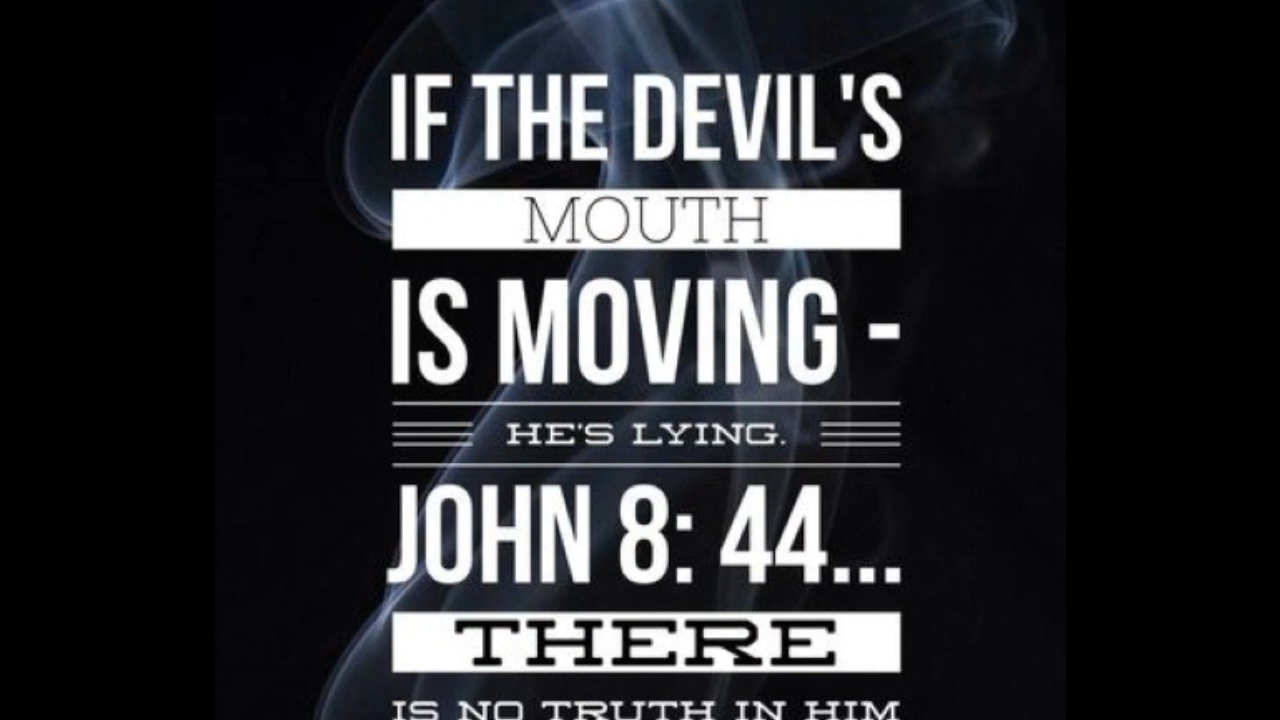 IF THE DEVIL'S
MOUTH
IS MOVING -
HE'S LYING.
JOHN 8: 44...
THERE
IS NO TRUTH IN HIM